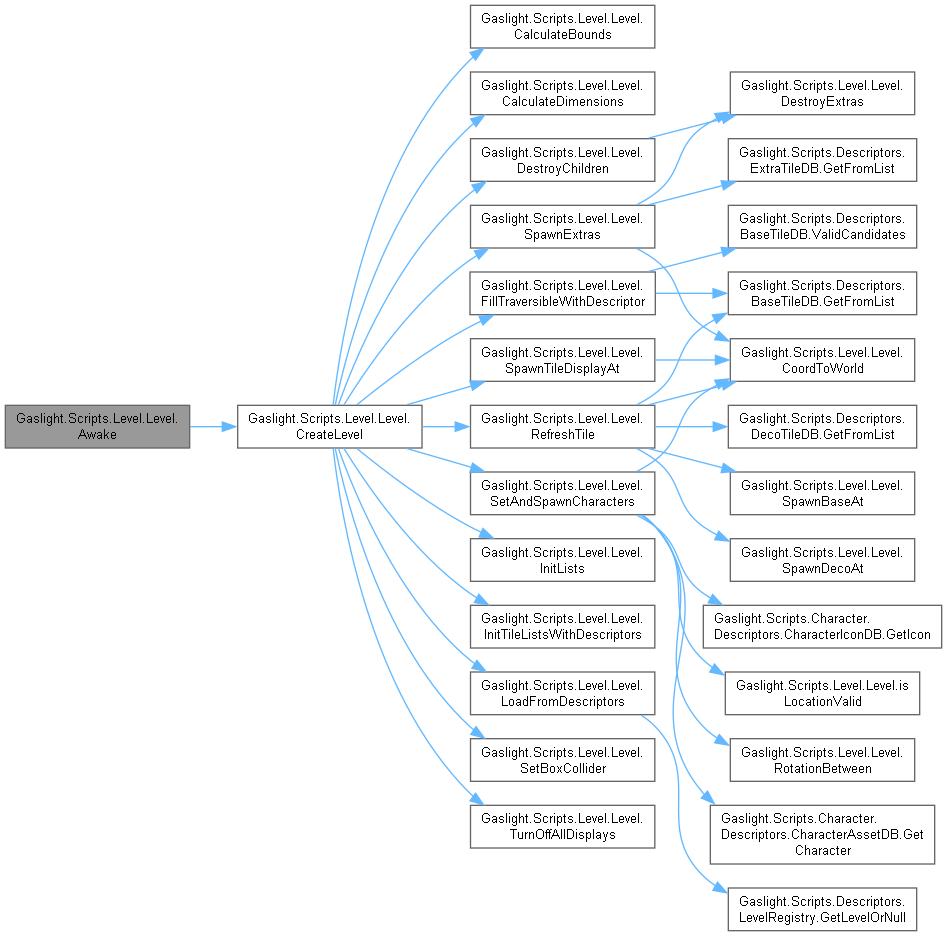 Gaslight.Scripts.Level.Level.
Awake
Gaslight.Scripts.Level.Level.
CreateLevel
Gaslight.Scripts.Level.Level.
CalculateBounds
Gaslight.Scripts.Level.Level.
CalculateDimensions
Gaslight.Scripts.Level.Level.
DestroyChildren
Gaslight.Scripts.Level.Level.
SpawnExtras
Gaslight.Scripts.Level.Level.
FillTraversibleWithDescriptor
Gaslight.Scripts.Level.Level.
SpawnTileDisplayAt
Gaslight.Scripts.Level.Level.
RefreshTile
Gaslight.Scripts.Level.Level.
SetAndSpawnCharacters
Gaslight.Scripts.Level.Level.
InitLists
Gaslight.Scripts.Level.Level.
InitTileListsWithDescriptors
Gaslight.Scripts.Level.Level.
LoadFromDescriptors
Gaslight.Scripts.Level.Level.
SetBoxCollider
Gaslight.Scripts.Level.Level.
TurnOffAllDisplays
Gaslight.Scripts.Level.Level.
DestroyExtras
Gaslight.Scripts.Descriptors.
ExtraTileDB.GetFromList
Gaslight.Scripts.Descriptors.
BaseTileDB.ValidCandidates
Gaslight.Scripts.Descriptors.
BaseTileDB.GetFromList
Gaslight.Scripts.Level.Level.
CoordToWorld
Gaslight.Scripts.Descriptors.
DecoTileDB.GetFromList
Gaslight.Scripts.Level.Level.
SpawnBaseAt
Gaslight.Scripts.Level.Level.
SpawnDecoAt
Gaslight.Scripts.Character.
Descriptors.CharacterIconDB.GetIcon
Gaslight.Scripts.Level.Level.is
LocationValid
Gaslight.Scripts.Level.Level.
RotationBetween
Gaslight.Scripts.Character.
Descriptors.CharacterAssetDB.Get
Character
Gaslight.Scripts.Descriptors.
LevelRegistry.GetLevelOrNull